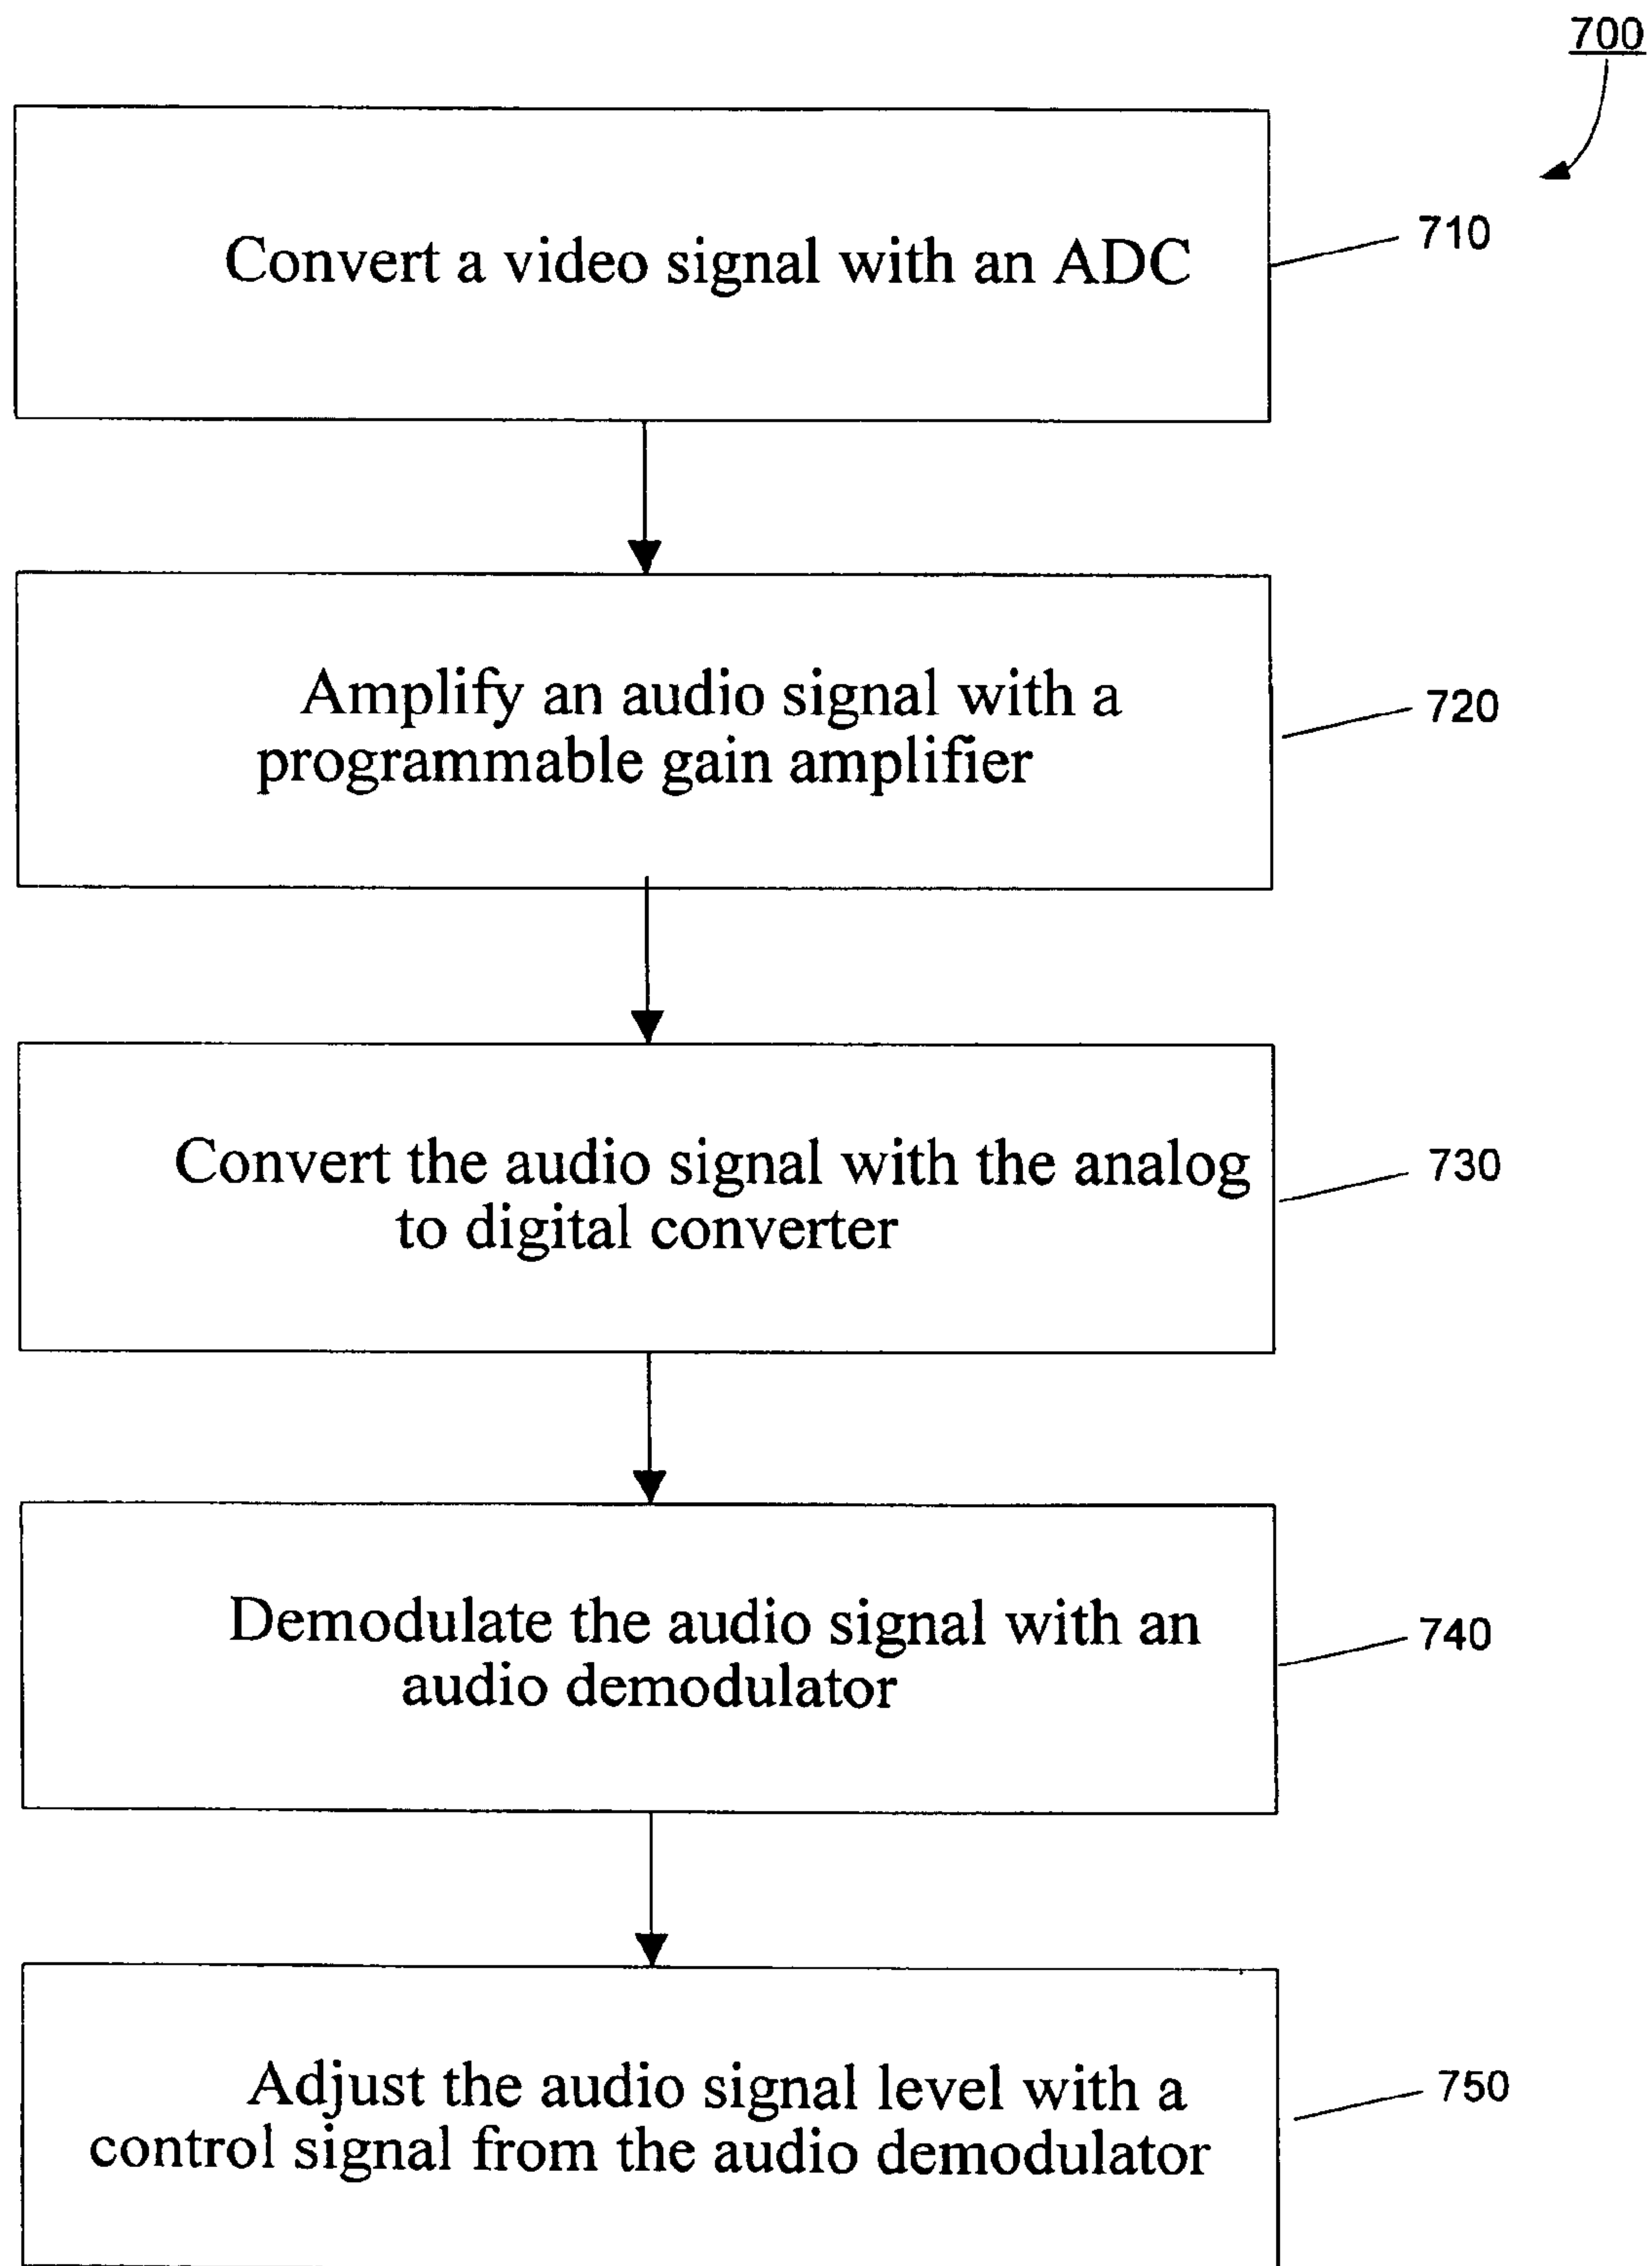 700
Convert a video signal with an ADC
710
Amplify an audio signal with a
programmable gain amplifier
720
Convert the audio signal with the analog
to digital converter
730
Demodulate the audio signal with an
audio demodulator
740
Adjust the audio signal level with a
control signal from the audio demodulator
750